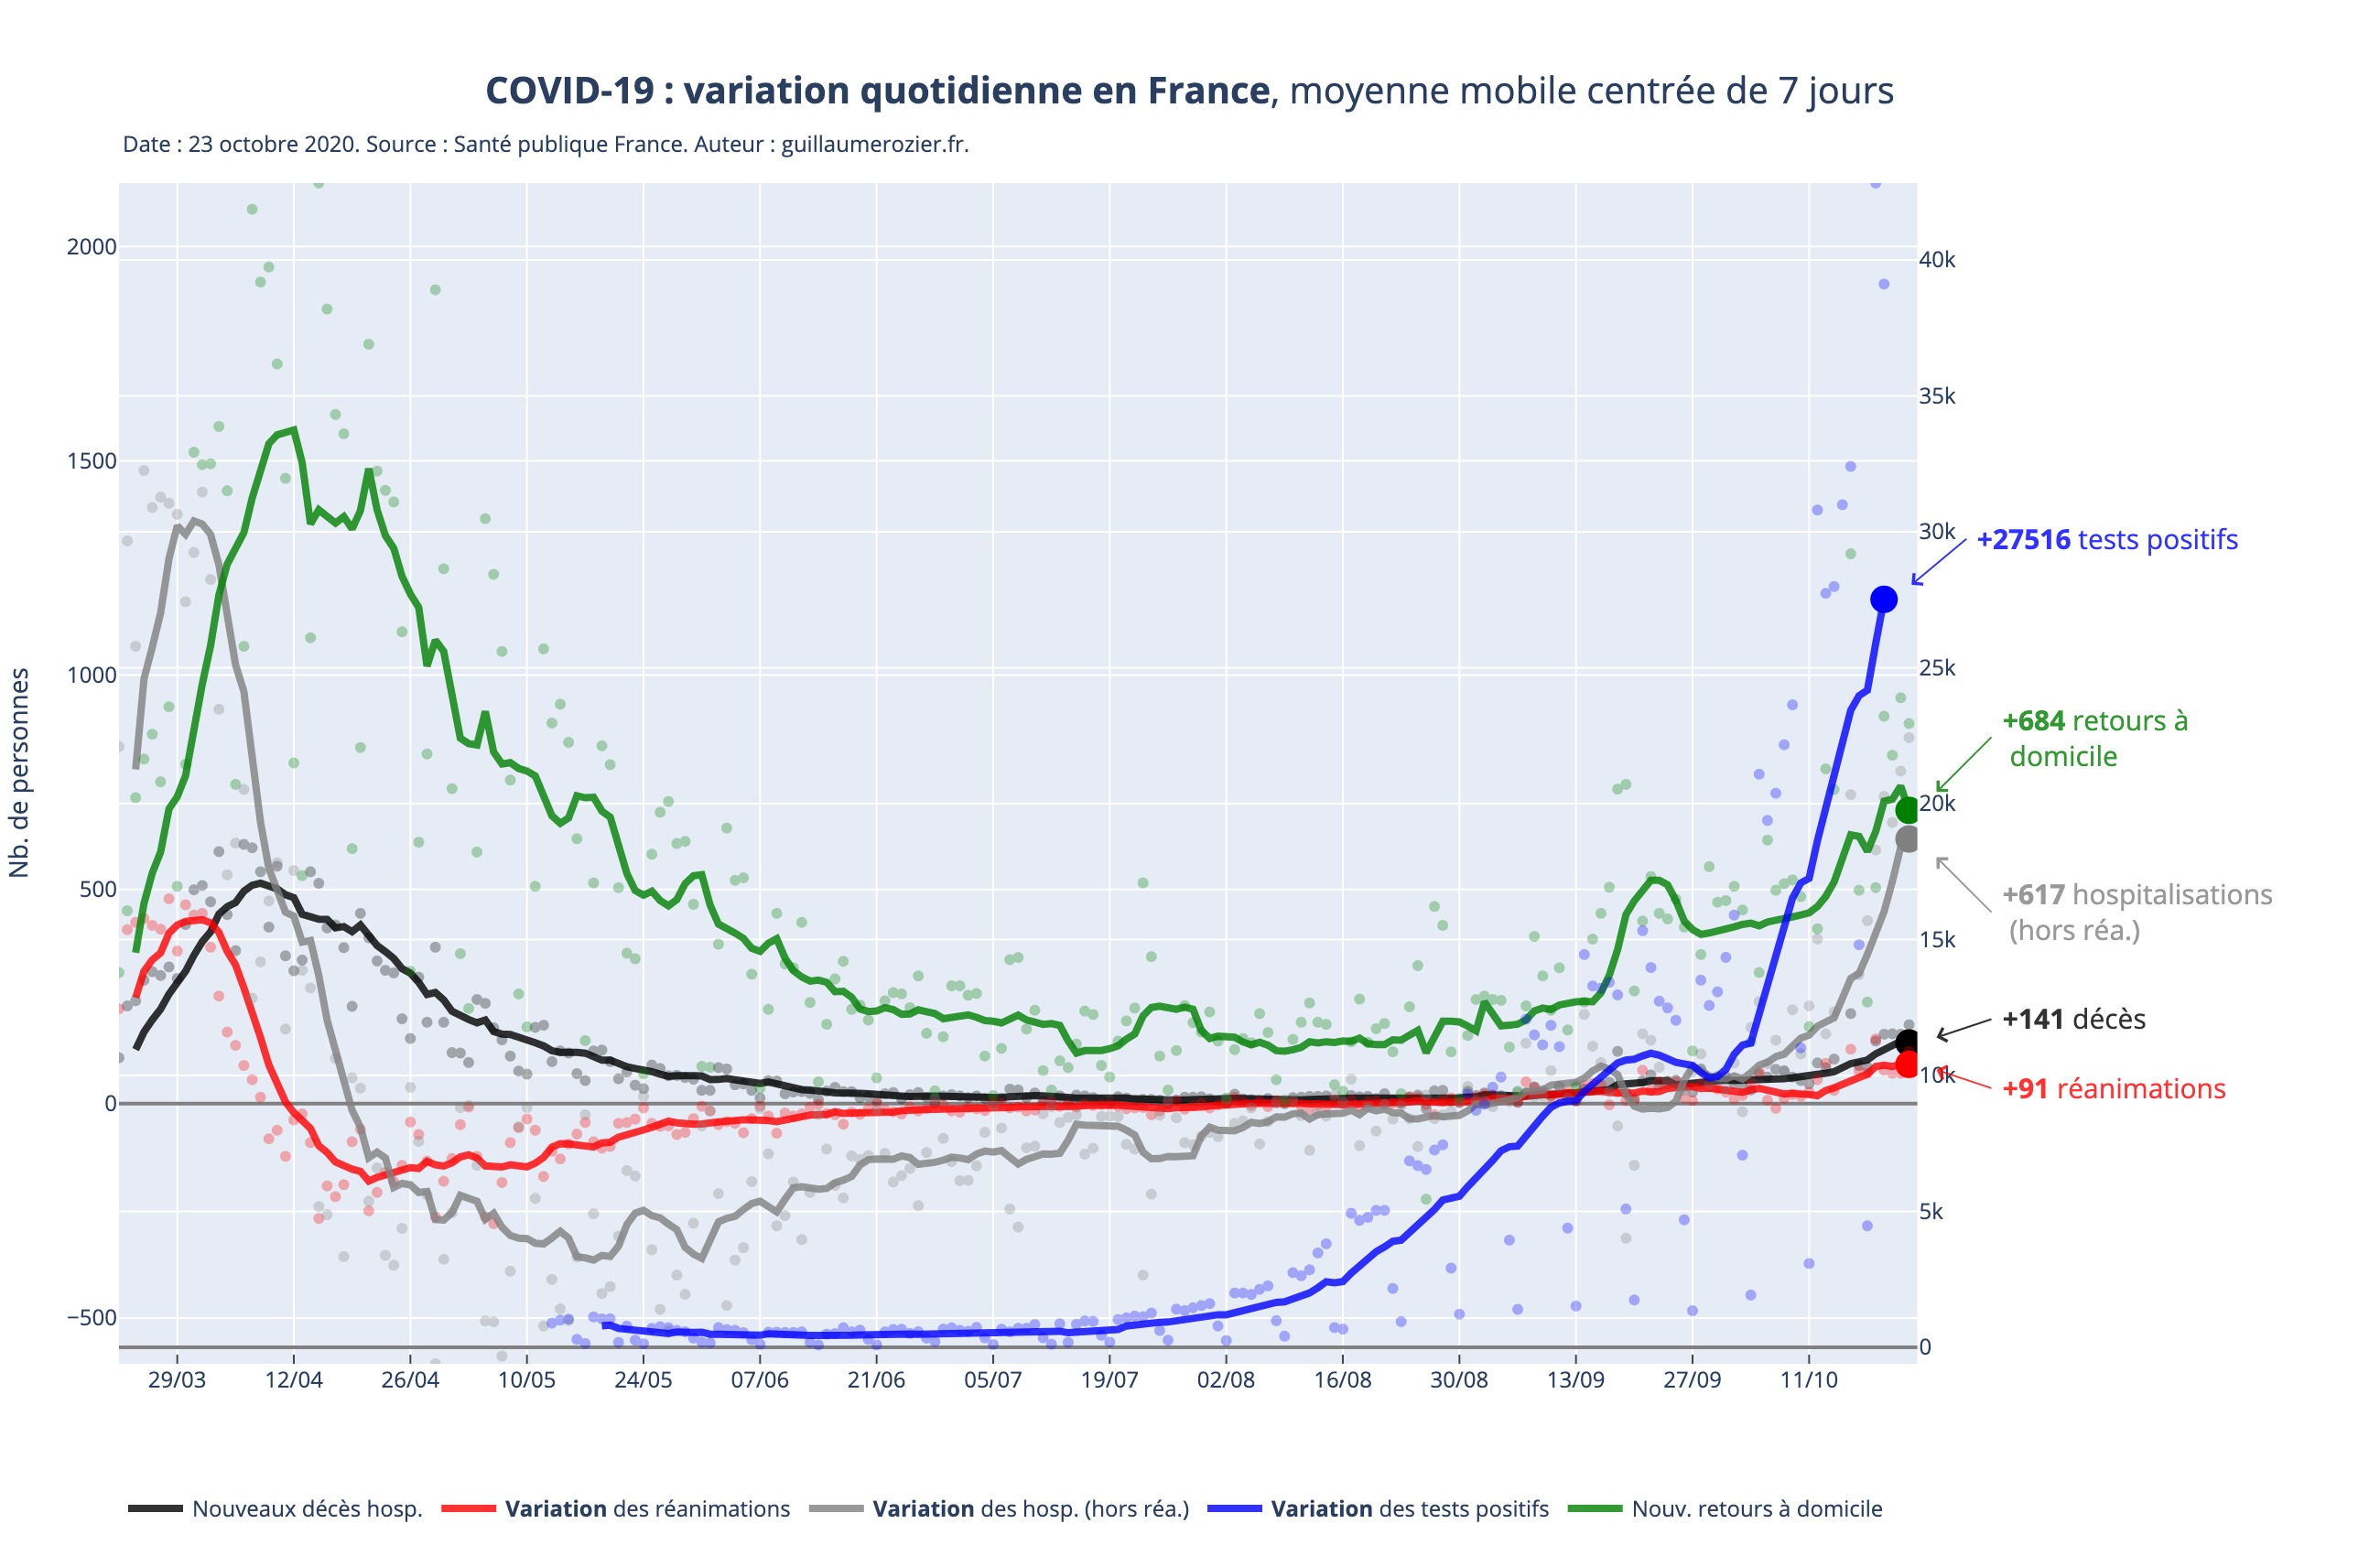 COVID-19 : variation quotidienne en France, moyenne mobile centrée de 7 jours
Date : 23 octobre 2020. Source : Santé publique France. Auteur : guillaumerozier.fr.
Nb. de personnes
2000
1500
1000
500
0
−500
40k
35k
30k
25k
20k
15k
10k
5k
0
+27516 tests positifs
+684 retours à
domicile
+617 hospitalisations
(hors réa.)
+141 décès
+91 réanimations
29/03 12/04 26/04 10/05 24/05 07/06 21/06 05/07 19/07 02/08 16/08 30/08 13/09 27/09 11/10
Nouveaux décès hosp. Variation des réanimations Variation des hosp. (hors réa.) Variation des tests positifs Nouv. retours à domicile